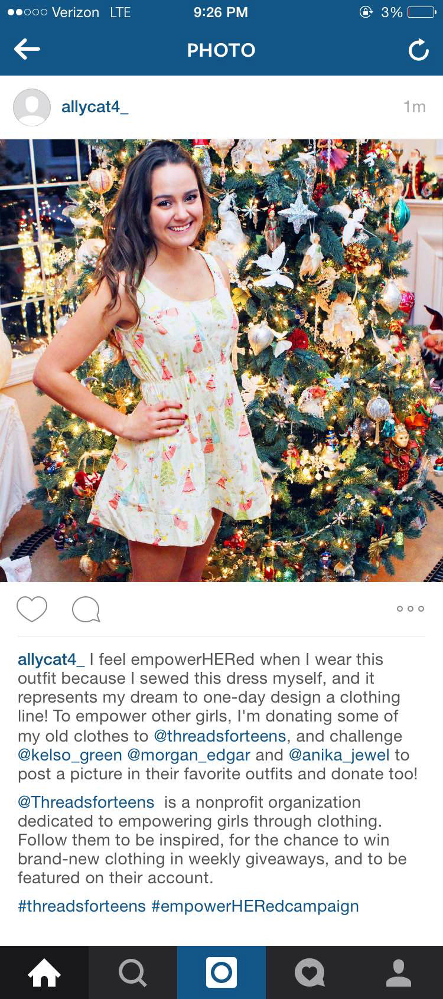 Verizon LTE 9:26 PM 3%
PHOTO
allycat4_ 1m
allycat4_ I feel empowerHERed when I wear this
outfit because I sewed this dress myself, and it
represents my dream to one-day design a clothing
line! To empower other girls, I'm donating some of
my old clothes to @threadsforteens, and challenge
@kelso_green @morgan_edgar and @anika_jewel to
post a picture in their favorite outfits and donate too!
@Threadsforteens is a nonprofit organization
dedicated to empowering girls through clothing.
Follow them to be inspired, for the chance to win
brand-new clothing in weekly giveaways, and to be
featured on their account.
#threadsforteens #empowerHERedcampaign